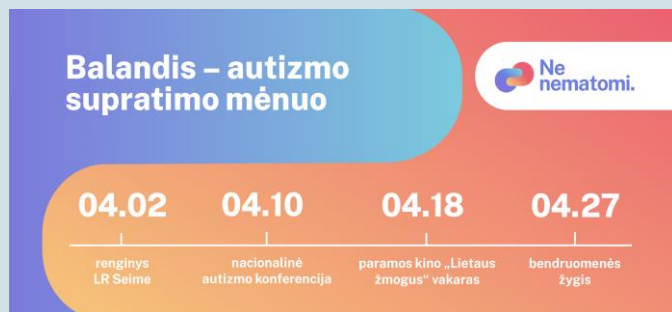 Balandis – autizmo
supratimo mėnuo
Ne
nematomi.
04.02
renginys
LR Seime
04.10
nacionalinė
autizmo konferencija
04.18
paramos kino „Lietaus
žmogus“ vakaras
04.27
bendruomenės
žygis